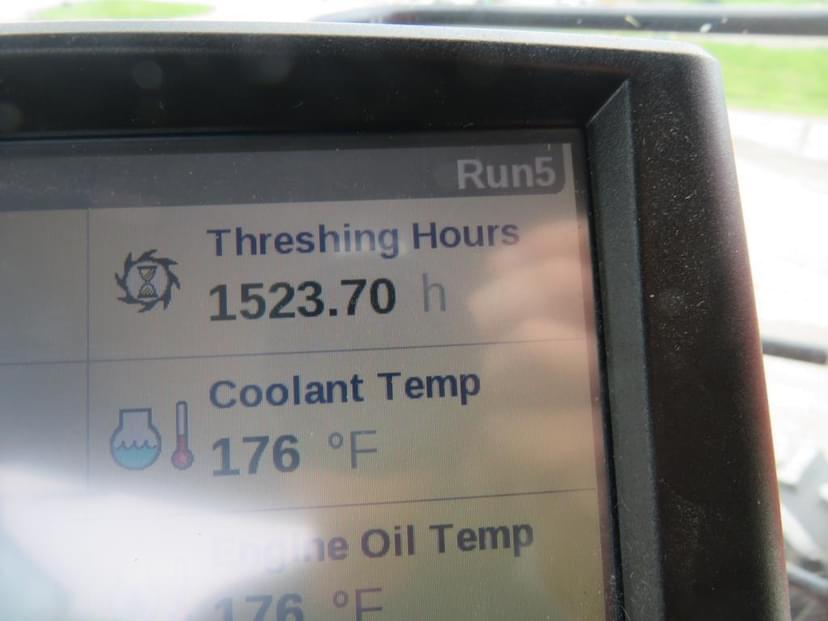 Run5
Threshing Hours
1523.70 h
Coolant Temp
176 °F
Engine Oil Temp
176 °F